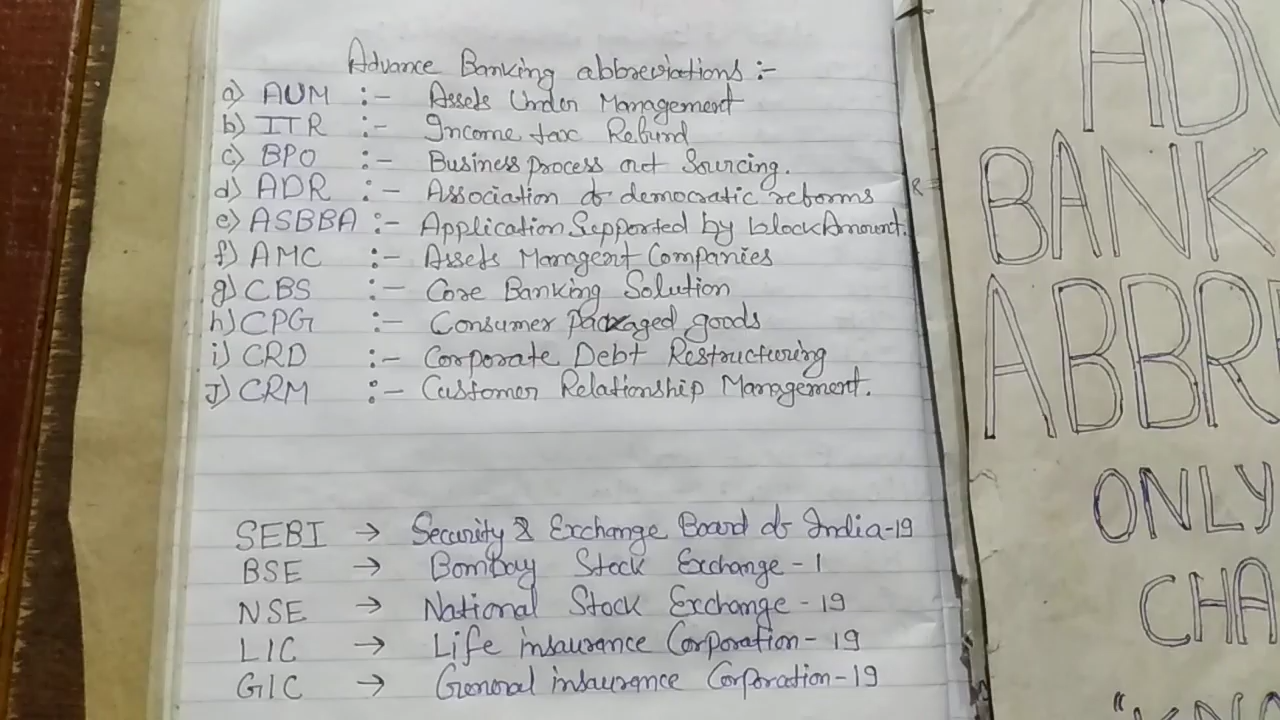 Advance Banking abbreviations :-
a) AUM :- Assets Under Management
b) ITR :- Income tax Refund
c) BPO :- Business process out Sourcing.
d) ADR :- Association of democratic reforms
e) ASBBA :- Application Supported by block Amount.
f) AMC :- Assets Managent Companies
g) CBS :- Core Banking Solution
h) CPG :- Consumer packaged goods
i) CRD :- Corporate Debt Restructuring
J) CRM :- Customer Relationship Management.
SEBI → Security & Exchange Board of India-19
BSE → Bombay Stock Exchange - 1
NSE → National Stock Exchange - 19
LIC → Life insaurance Corporation - 19
GIC → General insaurance Corporation-19
AD
BANK
ABBR
ONLY
CHA